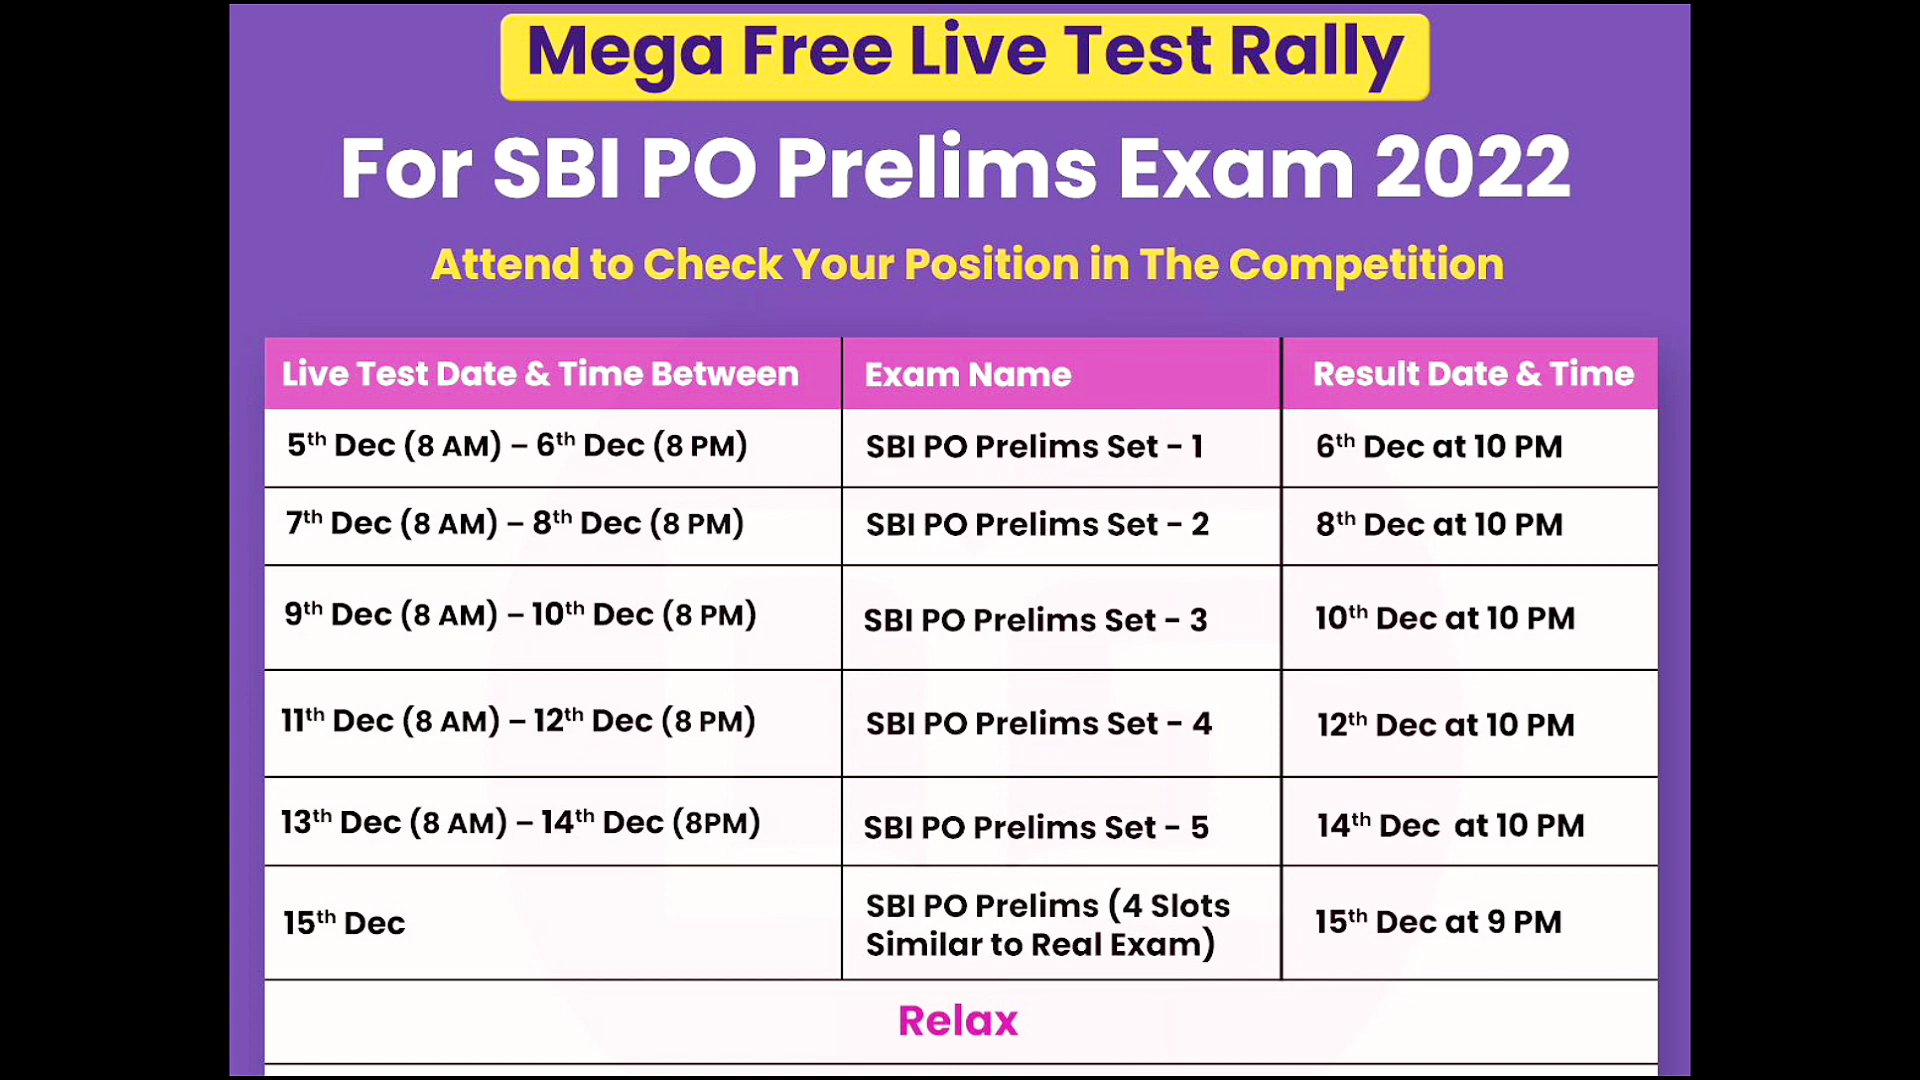 Mega Free Live Test Rally
For SBI PO Prelims Exam 2022
Attend to Check Your Position in The Competition
Live Test Date & Time Between Exam Name Result Date & Time
5th Dec (8 AM) – 6th Dec (8 PM) SBI PO Prelims Set - 1 6th Dec at 10 PM
7th Dec (8 AM) – 8th Dec (8 PM) SBI PO Prelims Set - 2 8th Dec at 10 PM
9th Dec (8 AM) – 10th Dec (8 PM) SBI PO Prelims Set - 3 10th Dec at 10 PM
11th Dec (8 AM) – 12th Dec (8 PM) SBI PO Prelims Set - 4 12th Dec at 10 PM
13th Dec (8 AM) – 14th Dec (8PM) SBI PO Prelims Set - 5 14th Dec at 10 PM
15th Dec SBI PO Prelims (4 Slots
Similar to Real Exam) 15th Dec at 9 PM
Relax